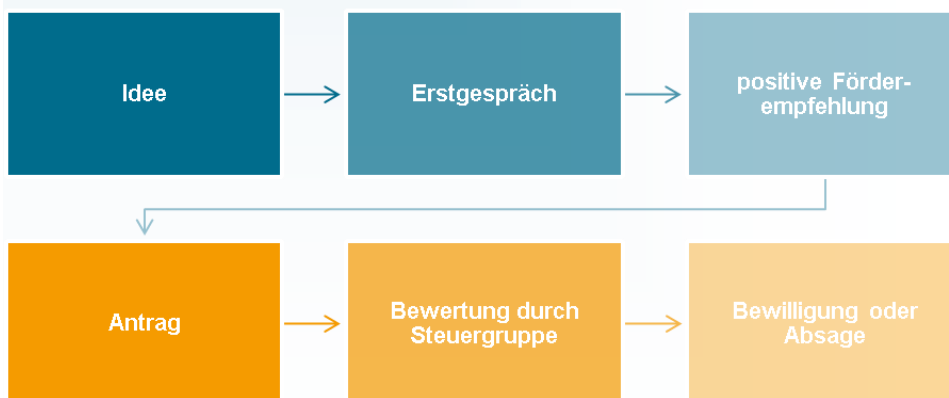 Idee
Erstgespräch
positive Förder-
empfehlung
Antrag
Bewertung durch
Steuergruppe
Bewilligung oder
Absage